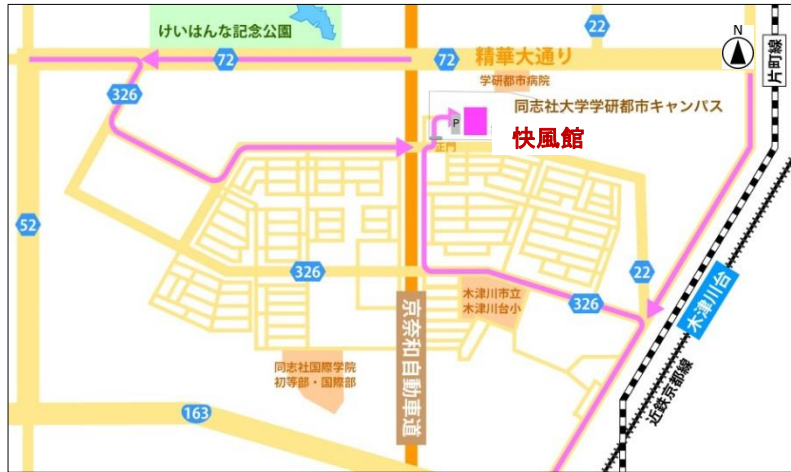 けいはんな記念公園
22
N
72
72
精華大通り
片町線
学研都市病院
326
同志社大学学研都市キャンパス
P
快風館
正門
52
326
22
木津川市立
木津川台小
326
木津川台
京奈和自動車道
同志社国際学院
初等部・国際部
近鉄京都線
163